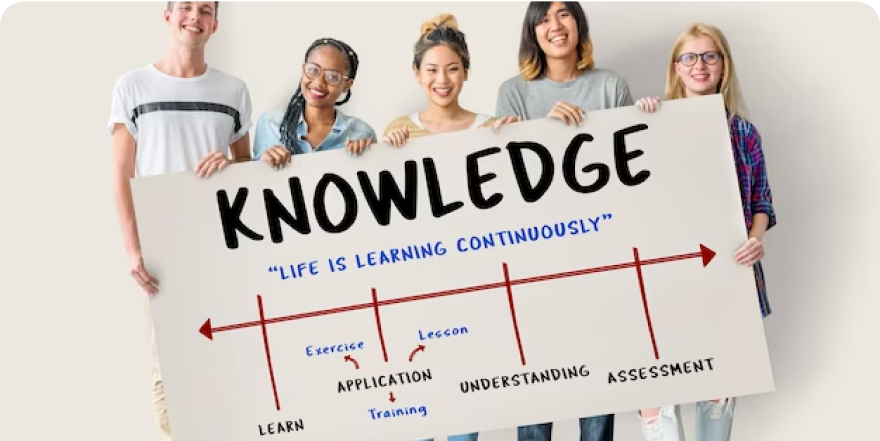 KNOWLEDGE
“LIFE IS LEARNING CONTINUOUSLY”
Exercise
Lesson
APPLICATION
UNDERSTANDING
ASSESSMENT
Training
LEARN